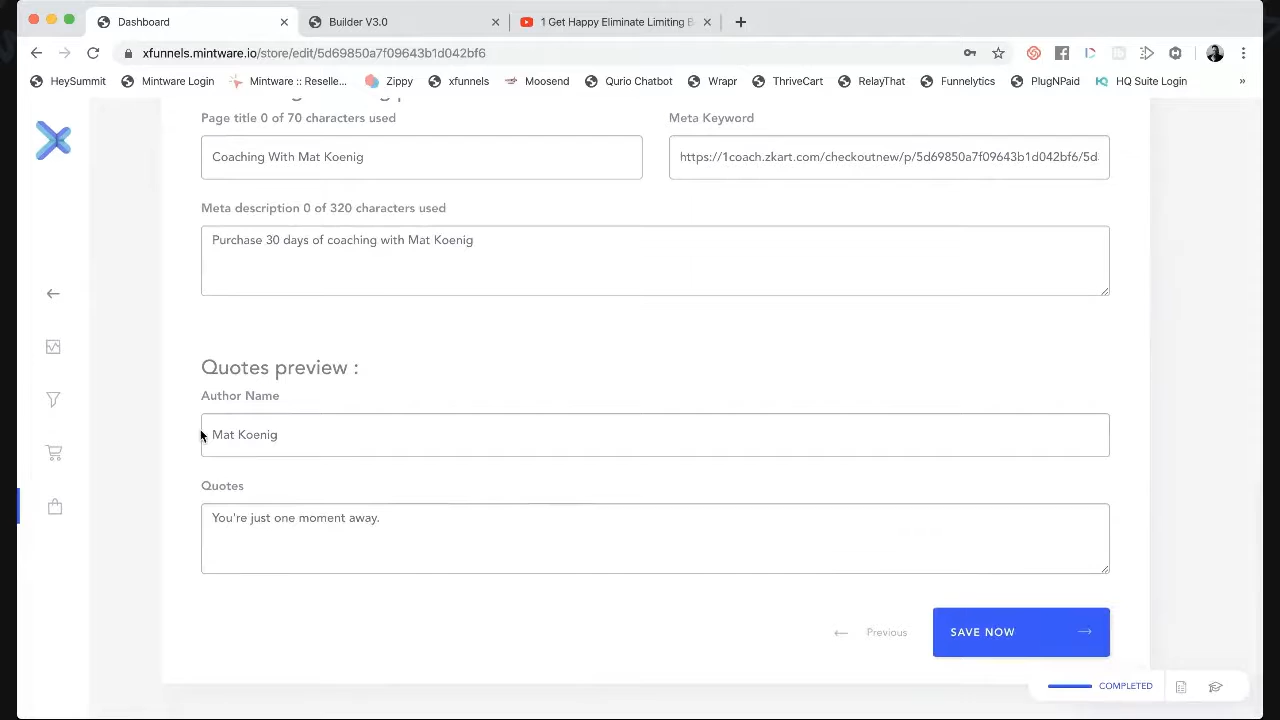 Dashboard
Builder V3.0
1 Get Happy Eliminate Limiting B
xfunnels.mintware.io/store/edit/5d69850a7f09643b1d042bf6
HeySummit
Mintware Login
Mintware :: Reselle...
Zippy
xfunnels
Moosend
Qurio Chatbot
Wrapr
ThriveCart
RelayThat
Funnelytics
PlugNPaid
HQ Suite Login
»
Page title 0 of 70 characters used
Meta Keyword
Coaching With Mat Koenig
https://1coach.zkart.com/checkoutnew/p/5d69850a7f09643b1d042bf6/5d
Meta description 0 of 320 characters used
Purchase 30 days of coaching with Mat Koenig
Quotes preview :
Author Name
Mat Koenig
Quotes
You're just one moment away.
Previous
SAVE NOW
COMPLETED